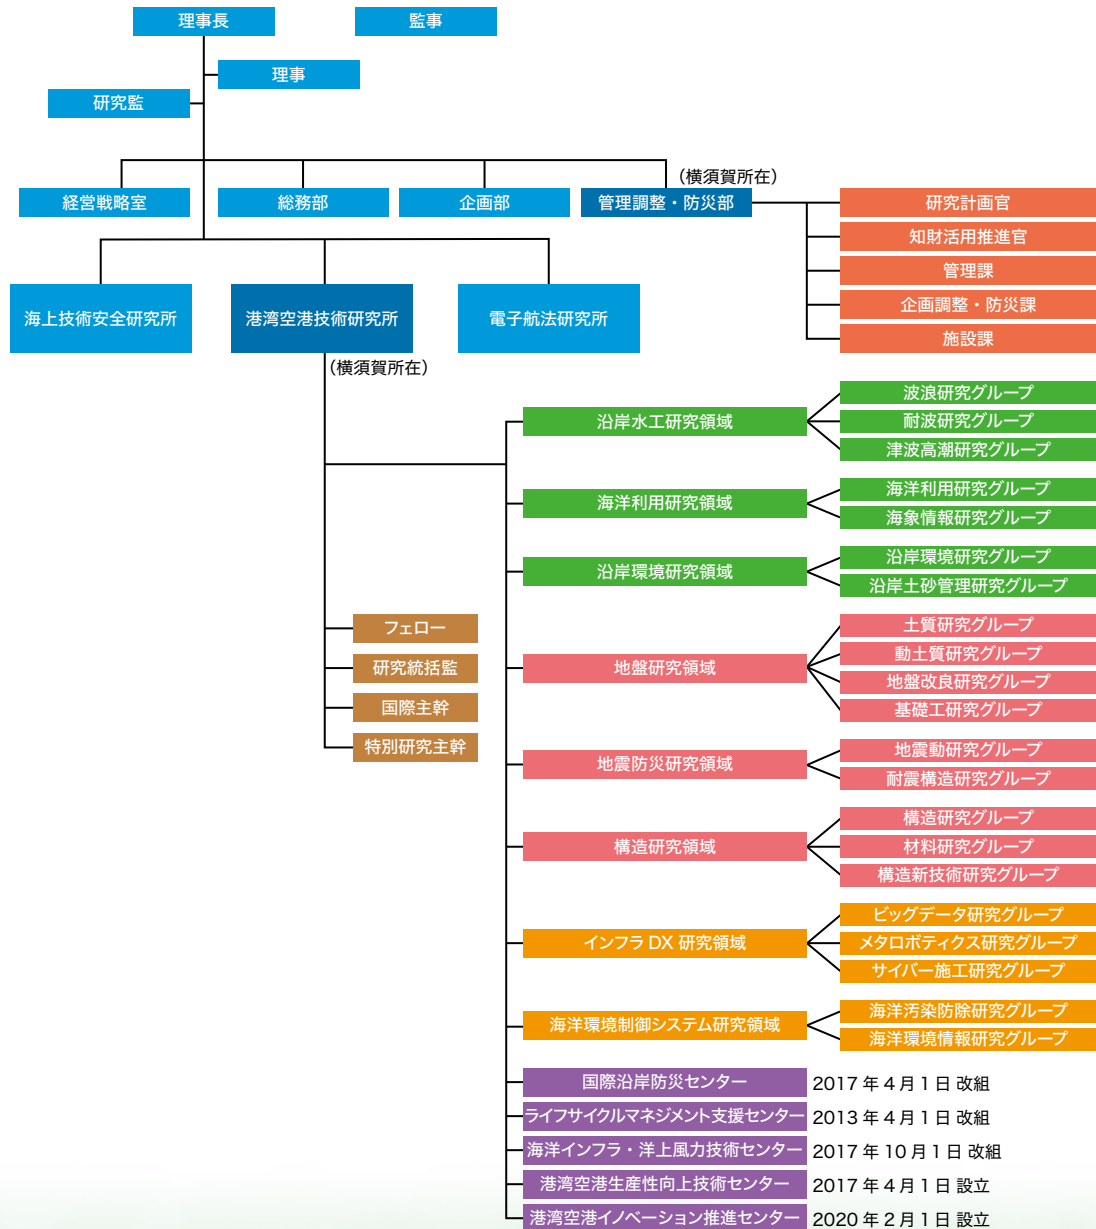 理事長
監事
理事
研究監
(横須賀所在)
経営戦略室
総務部
企画部
管理調整・防災部
研究計画官
知財活用推進官
管理課
企画調整・防災課
施設課
海上技術安全研究所
港湾空港技術研究所
電子航法研究所
(横須賀所在)
沿岸水工研究領域
波浪研究グループ
耐波研究グループ
津波高潮研究グループ
海洋利用研究領域
海洋利用研究グループ
海象情報研究グループ
沿岸環境研究領域
沿岸環境研究グループ
沿岸土砂管理研究グループ
フェロー
研究統括監
国際主幹
特別研究主幹
地盤研究領域
土質研究グループ
動土質研究グループ
地盤改良研究グループ
基礎工研究グループ
地震防災研究領域
地震動研究グループ
耐震構造研究グループ
構造研究領域
構造研究グループ
材料研究グループ
構造新技術研究グループ
インフラ DX 研究領域
ビッグデータ研究グループ
メタロボティクス研究グループ
サイバー施工研究グループ
海洋環境制御システム研究領域
海洋汚染防除研究グループ
海洋環境情報研究グループ
国際沿岸防災センター 2017 年 4 月 1 日 改組
ライフサイクルマネジメント支援センター 2013 年 4 月 1 日 改組
海洋インフラ・洋上風力技術センター 2017 年 10 月 1 日 改組
港湾空港生産性向上技術センター 2017 年 4 月 1 日 設立
港湾空港イノベーション推進センター 2020 年 2 月 1 日 設立